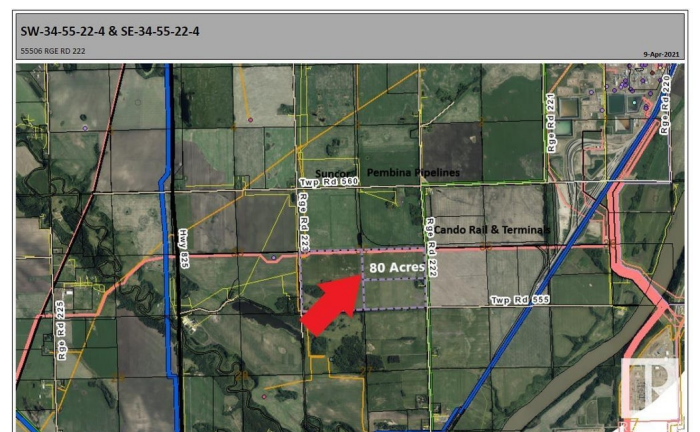 SW-34-55-22-4 & SE-34-55-22-4
55506 RGE RD 222
9-Apr-2021
Rge Rd 220
Rge Rd 221
Suncor
Pembina Pipelines
Twp Rd 560
Rge Rd 223
Rge Rd 222
Hwy 825
Cando Rail & Terminals
80 Acres
Twp Rd 555
Rge Rd 225